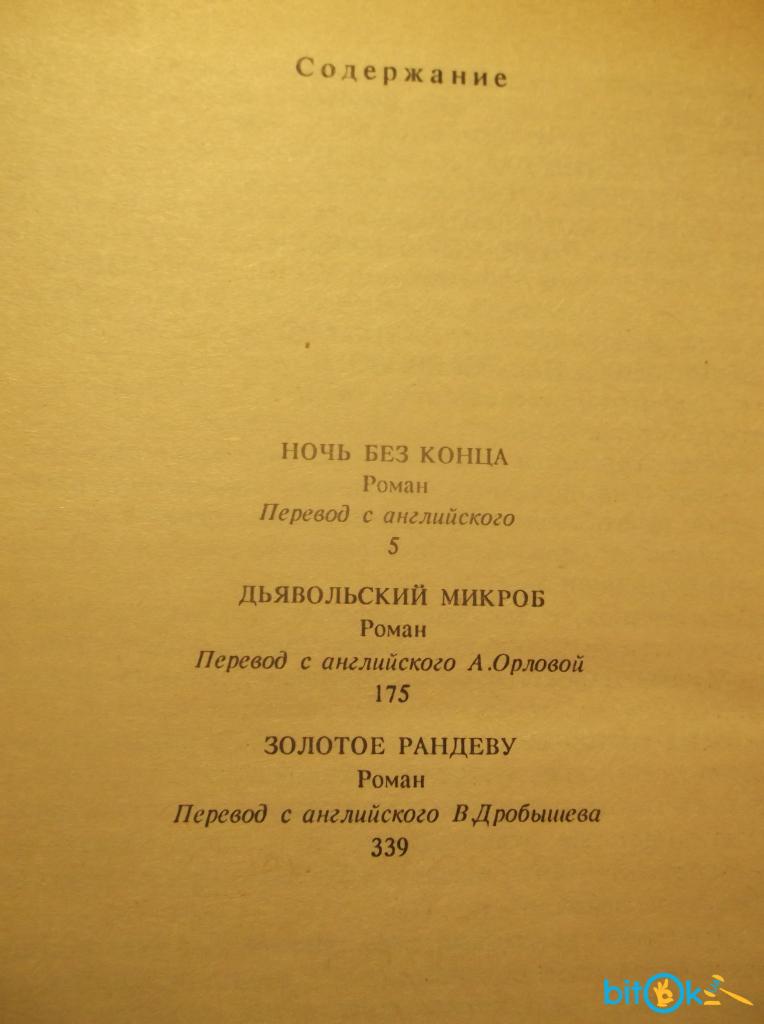 Содержание
НОЧЬ БЕЗ КОНЦА
Роман
Перевод с английского
5
ДЬЯВОЛЬСКИЙ МИКРОБ
Роман
Перевод с английского А.Орловой
175
ЗОЛОТОЕ РАНДЕВУ
Роман
Перевод с английского В.Дробышева
339
bitOk